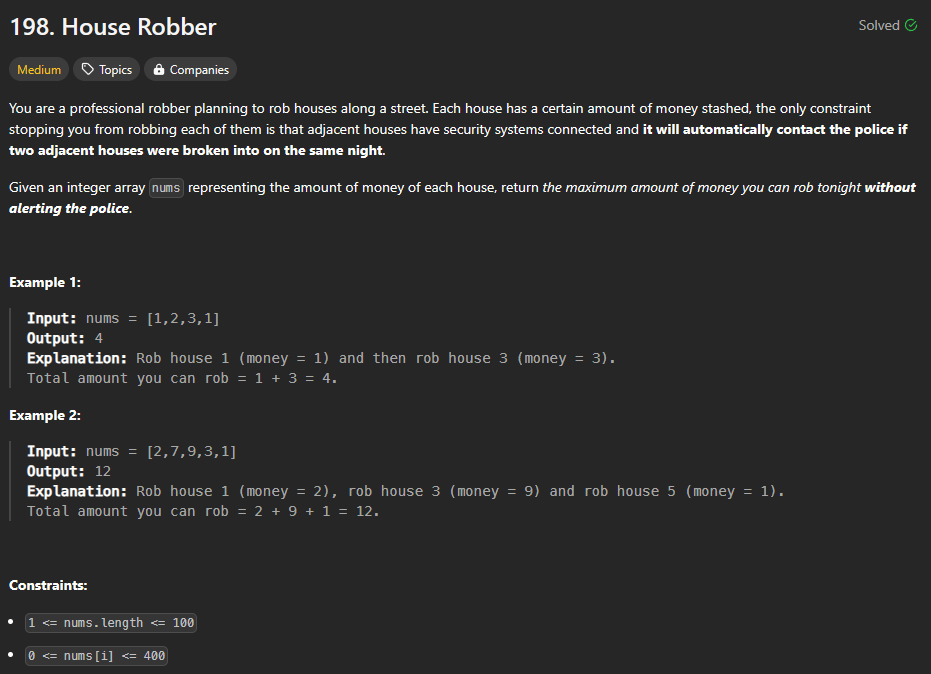 198. House Robber
Solved
Medium
Topics
Companies
You are a professional robber planning to rob houses along a street. Each house has a certain amount of money stashed, the only constraint
stopping you from robbing each of them is that adjacent houses have security systems connected and it will automatically contact the police if
two adjacent houses were broken into on the same night.
Given an integer array nums representing the amount of money of each house, return the maximum amount of money you can rob tonight without
alerting the police.
Example 1:
Input: nums = [1,2,3,1]
Output: 4
Explanation: Rob house 1 (money = 1) and then rob house 3 (money = 3).
Total amount you can rob = 1 + 3 = 4.
Example 2:
Input: nums = [2,7,9,3,1]
Output: 12
Explanation: Rob house 1 (money = 2), rob house 3 (money = 9) and rob house 5 (money = 1).
Total amount you can rob = 2 + 9 + 1 = 12.
Constraints:
• 1 <= nums.length <= 100
• 0 <= nums[i] <= 400